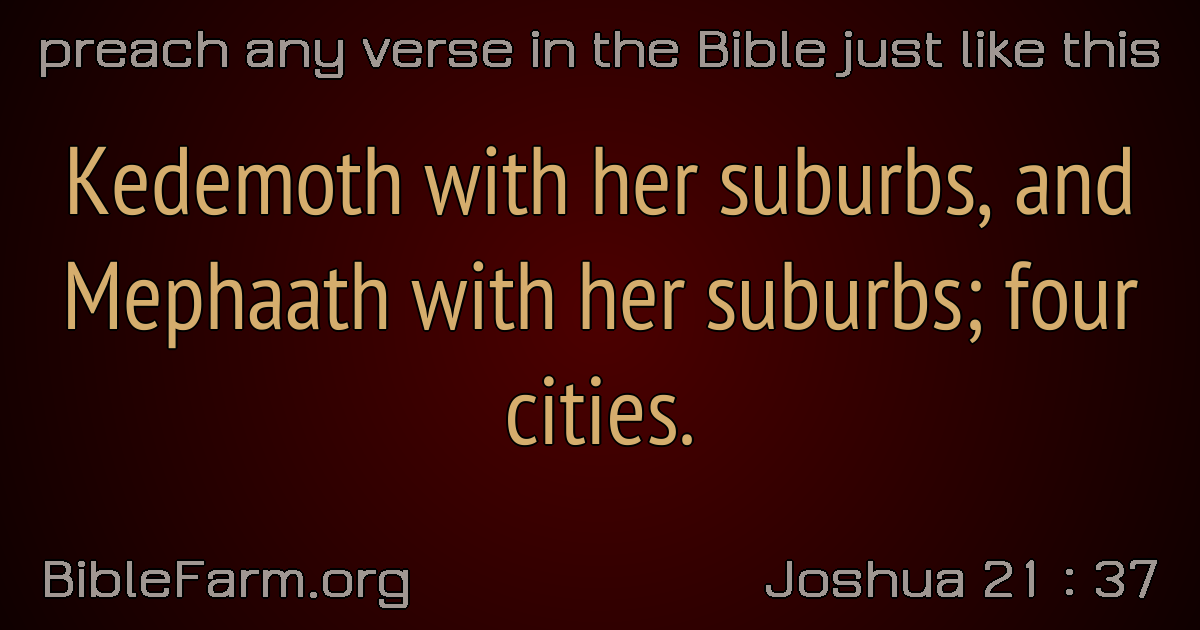 preach any verse in the Bible just like this
Kedemoth with her suburbs, and
Mephaath with her suburbs; four
cities.
BibleFarm.org
Joshua 21 : 37